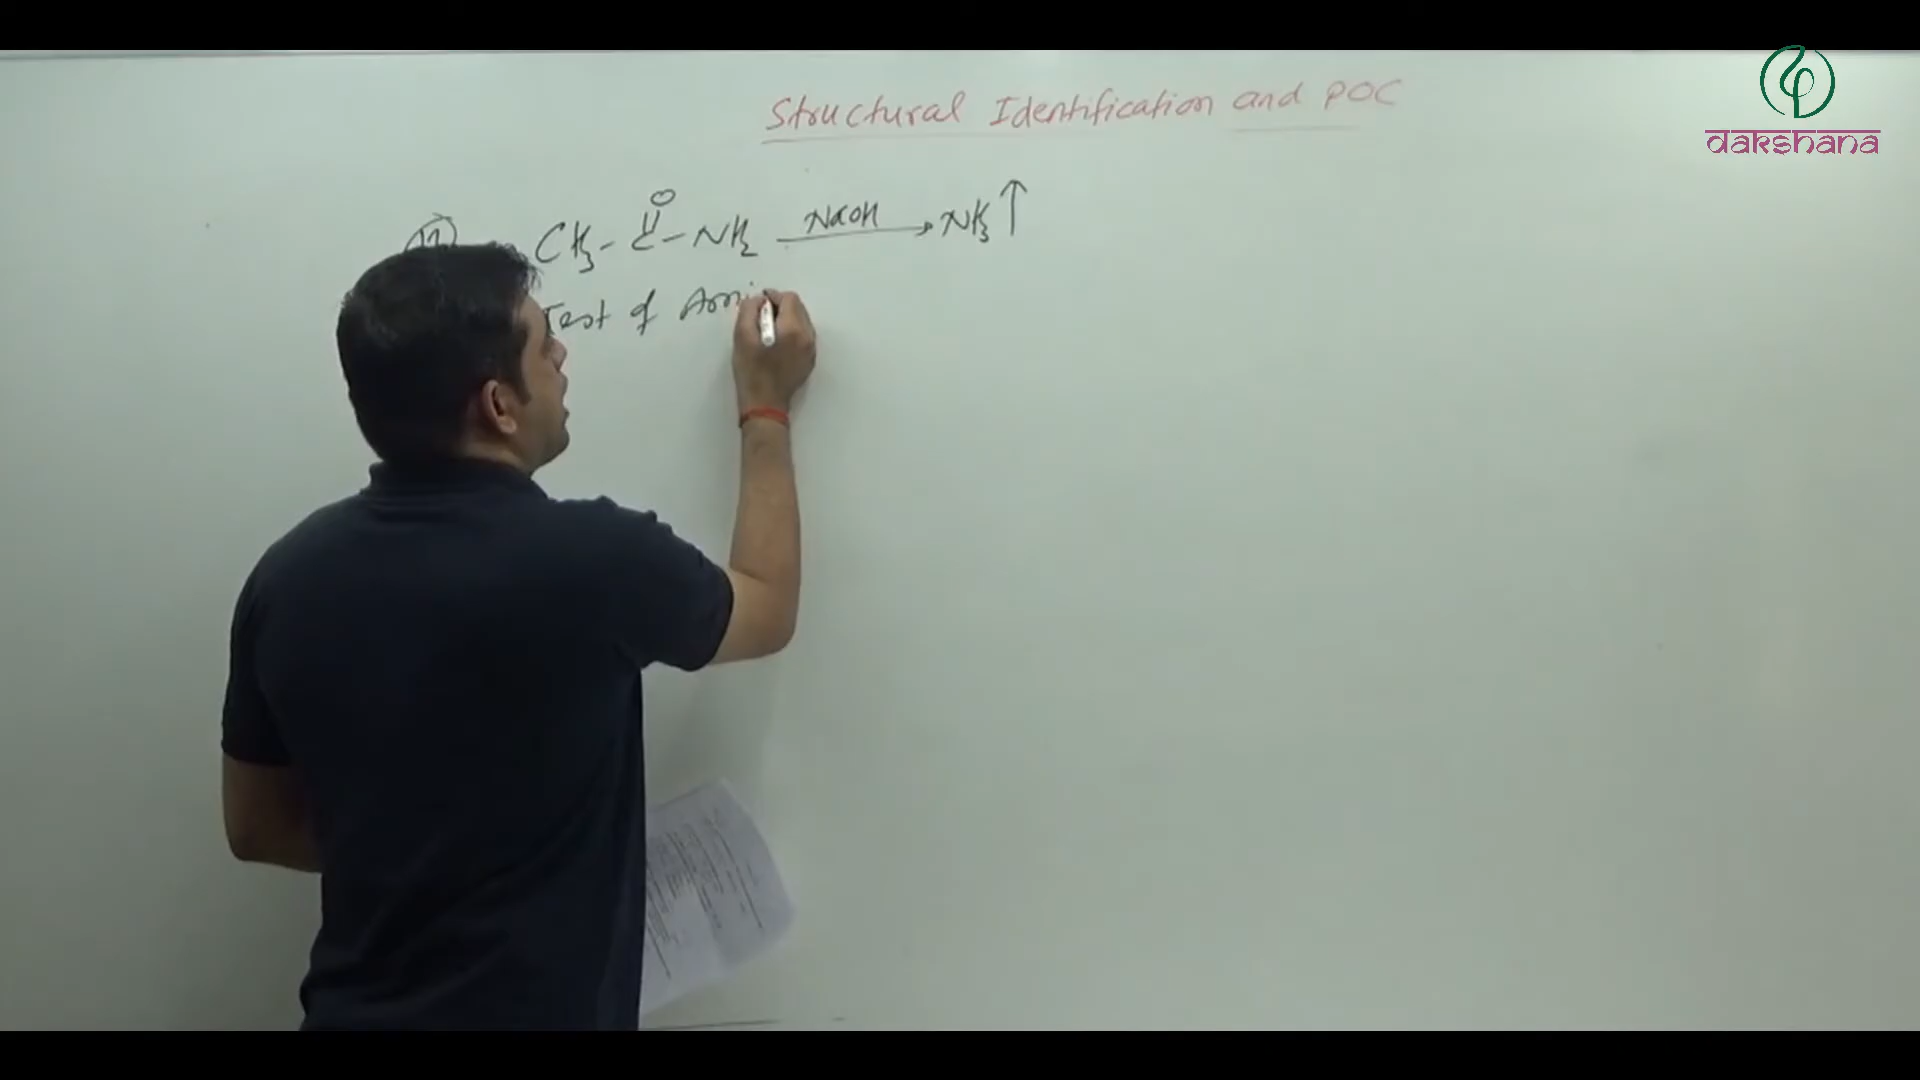 Structural Identification and POC
dakshana
CH3-C-NH2 NaOH NH3↑
O
Test of Ami